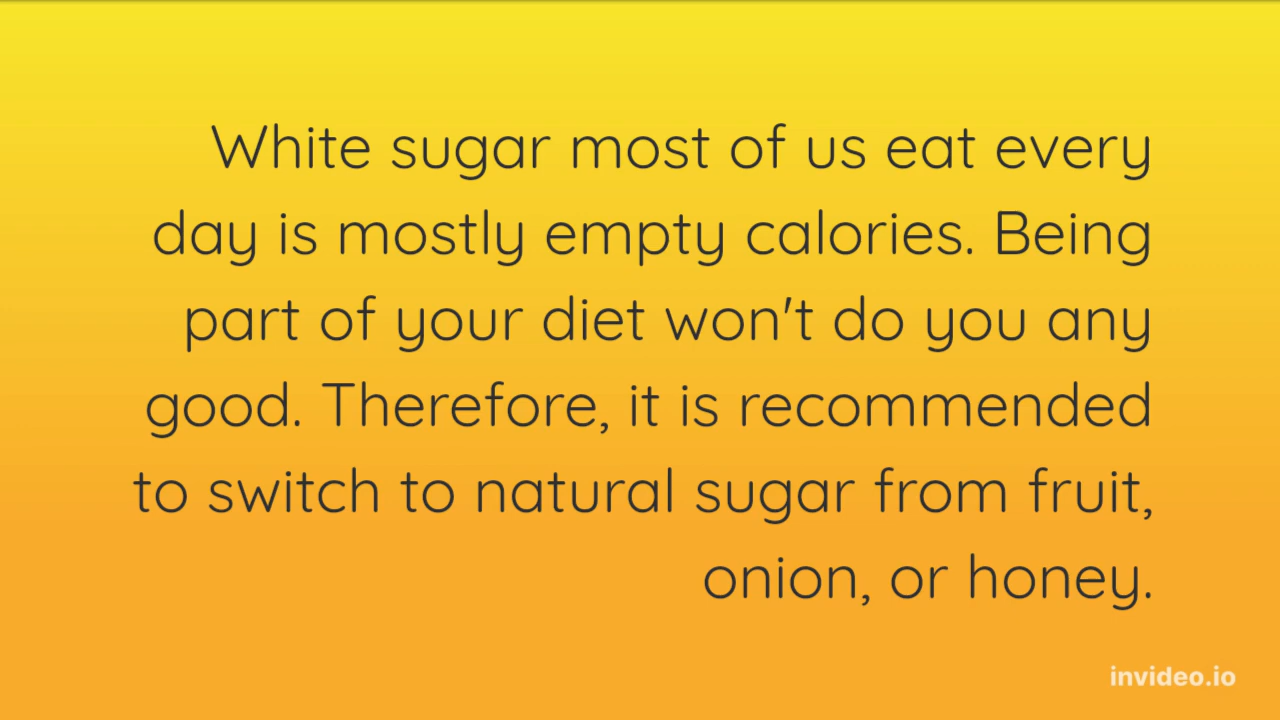 White sugar most of us eat every
day is mostly empty calories. Being
part of your diet won't do you any
good. Therefore, it is recommended
to switch to natural sugar from fruit,
onion, or honey.
invideo.io